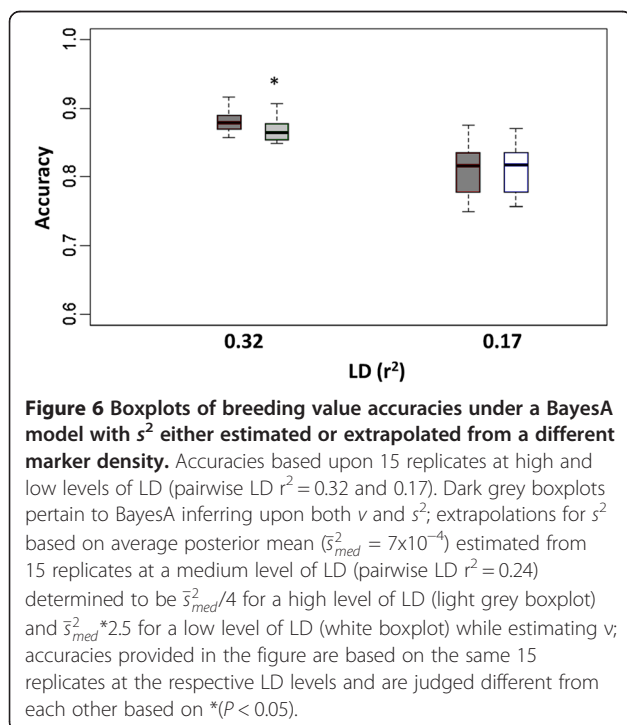 1.0
0.9
0.8
0.7
0.6
Accuracy
*
0.32
0.17
LD (r²)
Figure 6 Boxplots of breeding value accuracies under a BayesA
model with s² either estimated or extrapolated from a different
marker density. Accuracies based upon 15 replicates at high and
low levels of LD (pairwise LD r² = 0.32 and 0.17). Dark grey boxplots
pertain to BayesA inferring upon both v and s²; extrapolations for s²
based on average posterior mean (s̄²med = 7x10⁻⁴) estimated from
15 replicates at a medium level of LD (pairwise LD r² = 0.24)
determined to be s̄²med/4 for a high level of LD (light grey boxplot)
and s̄²med*2.5 for a low level of LD (white boxplot) while estimating ν;
accuracies provided in the figure are based on the same 15
replicates at the respective LD levels and are judged different from
each other based on *(P < 0.05).